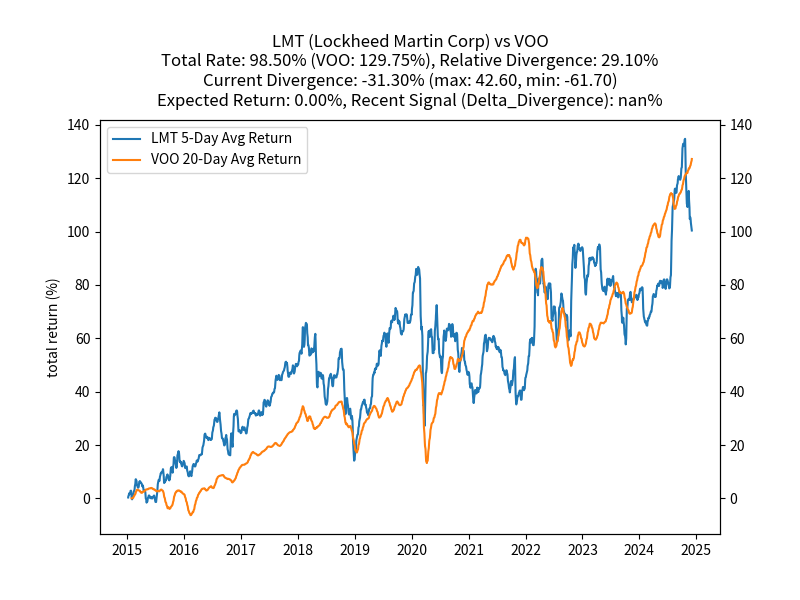 LMT (Lockheed Martin Corp) vs VOO
Total Rate: 98.50% (VOO: 129.75%), Relative Divergence: 29.10%
Current Divergence: -31.30% (max: 42.60, min: -61.70)
Expected Return: 0.00%, Recent Signal (Delta_Divergence): nan%
LMT 5-Day Avg Return
VOO 20-Day Avg Return
total return (%)
140 140
120 120
100 100
80 80
60 60
40 40
20 20
0 0
2015 2016 2017 2018 2019 2020 2021 2022 2023 2024 2025